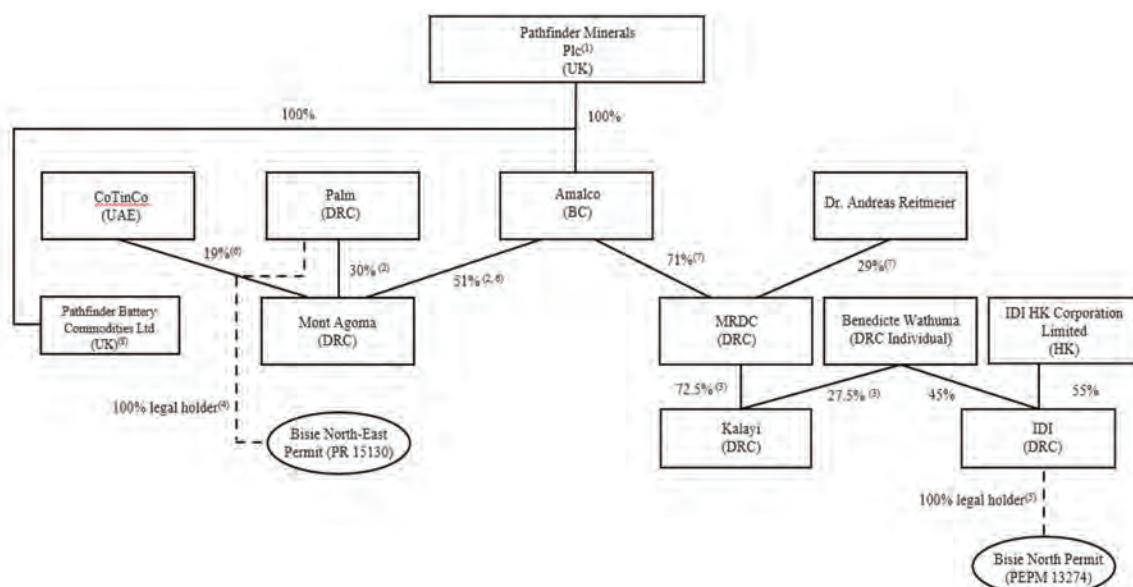 Pathfinder Minerals
Plc(1)
(UK)
100%
100%
CoTinCo
(UAE)
Palm
(DRC)
Amalco
(BC)
Dr. Andreas Reitmeier
19%(6)
30% (2)
51% (2, 6)
71%(7)
29%(7)
Pathfinder Battery
Commodities Ltd
(UK)(8)
Mont Agoma
(DRC)
MRDC
(DRC)
Benedicte Wathuma
(DRC Individual)
IDI HK Corporation
Limited
(HK)
100% legal holder(4)
72.5% (3)
27.5% (3)
45%
55%
Bisie North-East
Permit (PR 15130)
Kalayi
(DRC)
IDI
(DRC)
100% legal holder(5)
Bisie North Permit
(PEPM 13274)